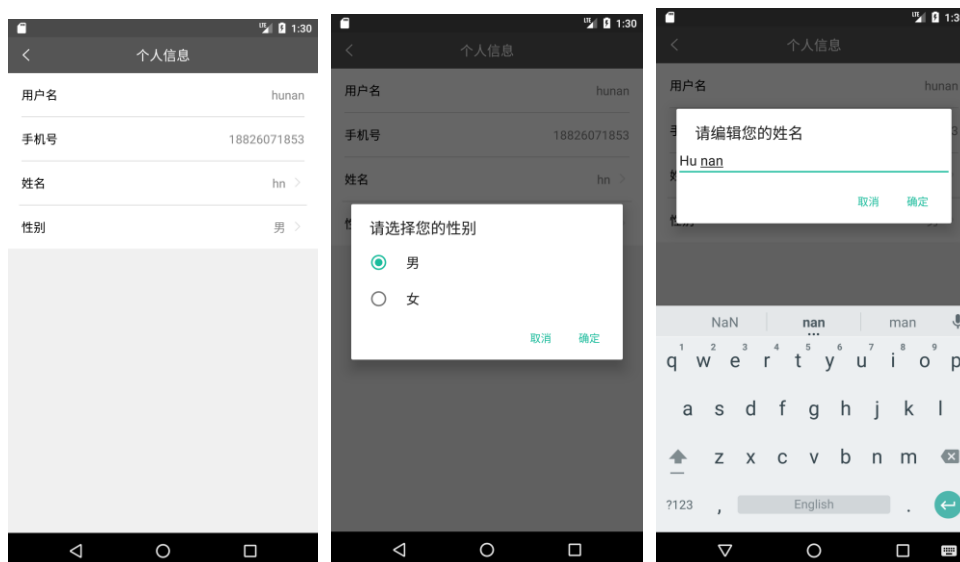 1:30
个人信息
用户名 hunan
手机号 18826071853
姓名 hn
性别 男
1:30
个人信息
用户名 hunan
手机号 18826071853
姓名 hn
请选择您的性别
男
女
取消 确定
1:3
个人信息
用户名 hunan
请编辑您的姓名
Hu nan
取消 确定
NaN nan man
1 2 3 4 5 6 7 8 9
q w e r t y u i o p
a s d f g h j k l
z x c v b n m
?123 , English .